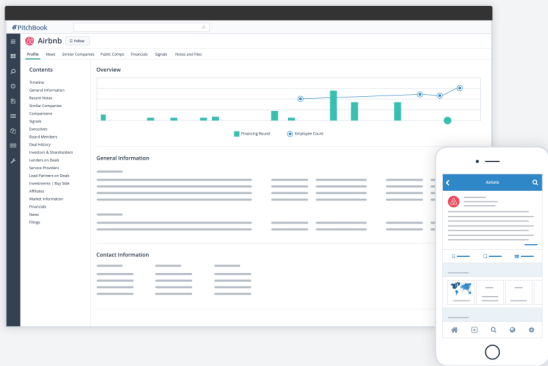 PitchBook
Airbnb
Follow
Profile News Similar Companies Public Comps Financials Signals Notes and Files
Contents
Timeline
General Information
Recent Notes
Similar Companies
Comparisons
Signals
Executives
Board Members
Deal History
Investors & Shareholders
Lenders on Deals
Service Providers
Lead Partners on Deals
Investments | Buy Side
Affiliates
Market Information
Financials
News
Filings
Overview
Financing Round Employee Count
General Information
Contact Information
Airbnb